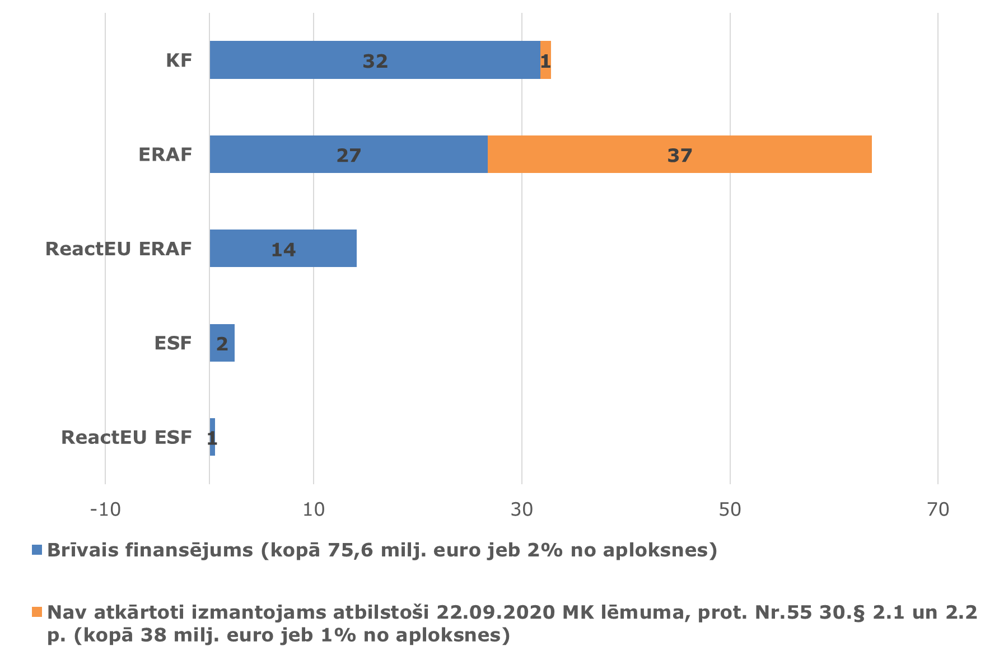 KF
32
1
ERAF
27
37
ReactEU ERAF
14
ESF
2
ReactEU ESF
1
-10
10
30
50
70
Brīvais finansējums (kopā 75,6 milj. euro jeb 2% no aploksnes)
Nav atkārtoti izmantojams atbilstoši 22.09.2020 MK lēmuma, prot. Nr.55 30.§ 2.1 un 2.2
p. (kopā 38 milj. euro jeb 1% no aploksnes)